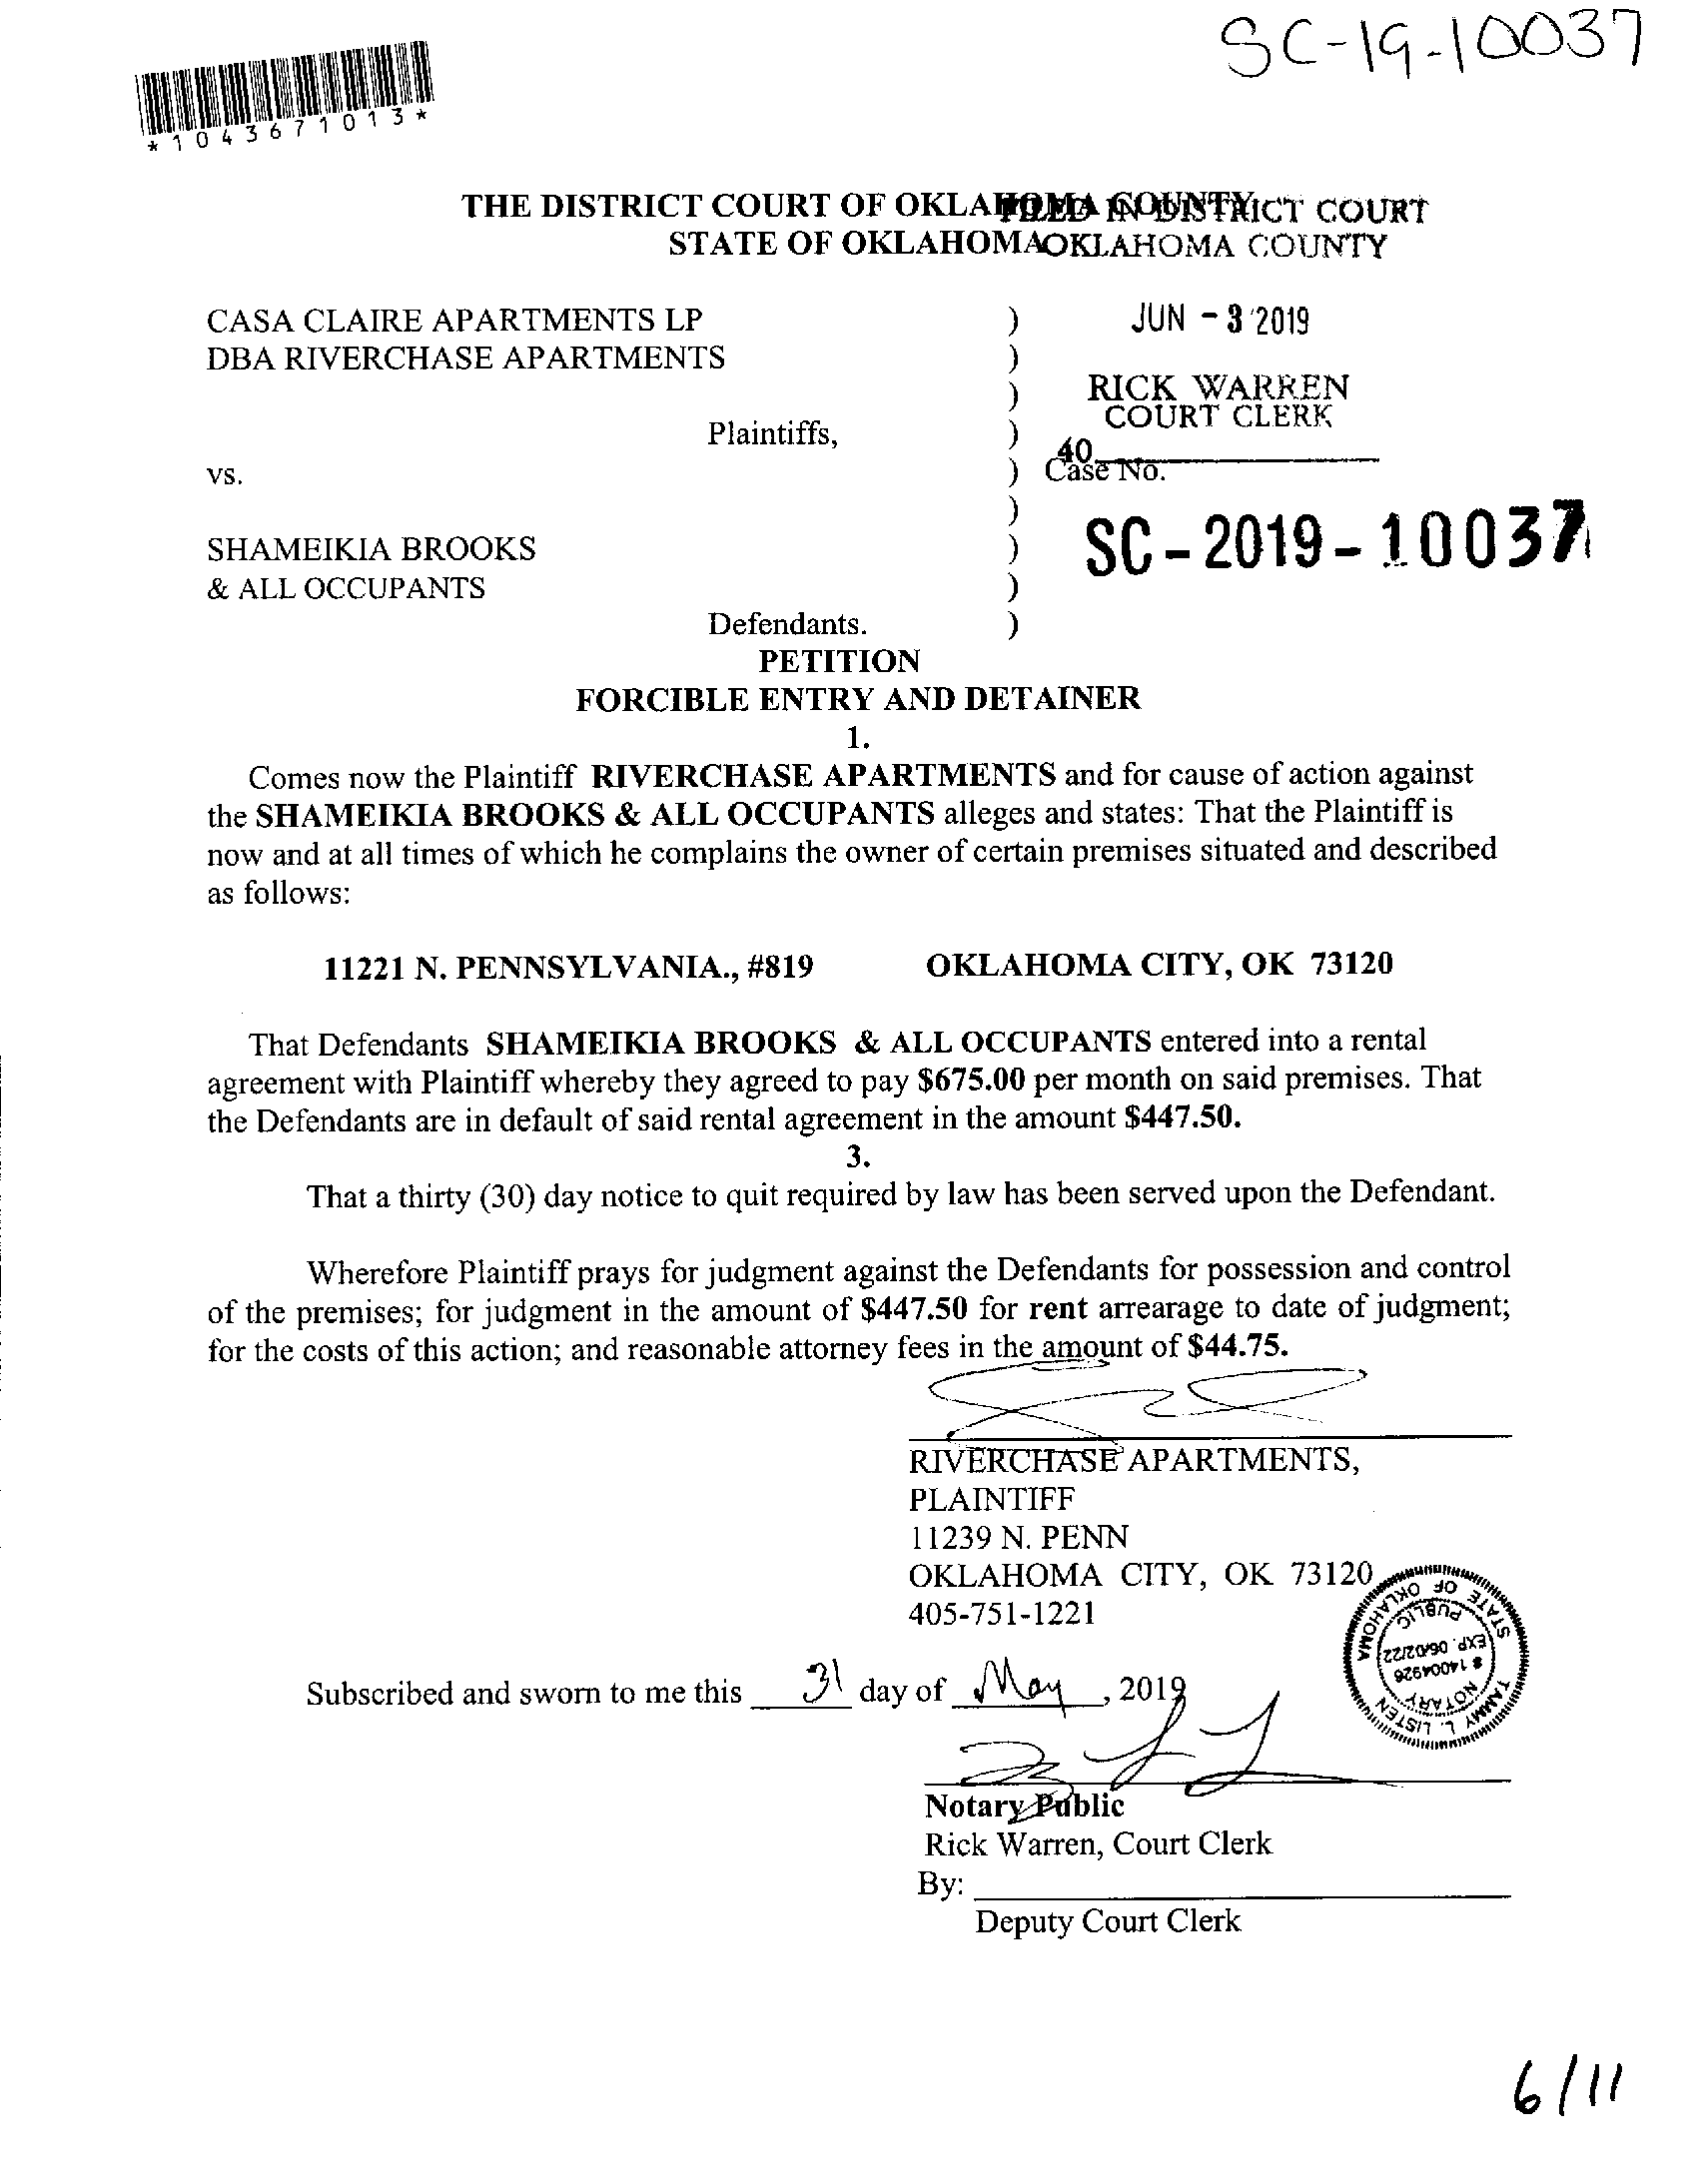 SC-19-10037
*1043671013*
THE DISTRICT COURT OF OKLAHOMA COUNTY
STATE OF OKLAHOMA
FILED IN DISTRICT COURT
OKLAHOMA COUNTY
JUN - 3 2019
RICK WARREN
COURT CLERK
40
Case No.
SC - 2019 - 10037
CASA CLAIRE APARTMENTS LP )
DBA RIVERCHASE APARTMENTS )
)
Plaintiffs, )
vs. )
)
SHAMEIKIA BROOKS )
& ALL OCCUPANTS )
Defendants. )
PETITION
FORCIBLE ENTRY AND DETAINER
1.
Comes now the Plaintiff RIVERCHASE APARTMENTS and for cause of action against
the SHAMEIKIA BROOKS & ALL OCCUPANTS alleges and states: That the Plaintiff is
now and at all times of which he complains the owner of certain premises situated and described
as follows:
11221 N. PENNSYLVANIA., #819 OKLAHOMA CITY, OK 73120
That Defendants SHAMEIKIA BROOKS & ALL OCCUPANTS entered into a rental
agreement with Plaintiff whereby they agreed to pay $675.00 per month on said premises. That
the Defendants are in default of said rental agreement in the amount $447.50.
3.
That a thirty (30) day notice to quit required by law has been served upon the Defendant.
Wherefore Plaintiff prays for judgment against the Defendants for possession and control
of the premises; for judgment in the amount of $447.50 for rent arrearage to date of judgment;
for the costs of this action; and reasonable attorney fees in the amount of $44.75.
RIVERCHASE APARTMENTS,
PLAINTIFF
11239 N. PENN
OKLAHOMA CITY, OK 73120
405-751-1221
TAMMY L. LISTEN
NOTARY
# 14004926
EXP. 06/02/22
PUBLIC
STATE OF OKLAHOMA
Subscribed and sworn to me this 31 day of May, 2019
Notary Public
Rick Warren, Court Clerk
By:
Deputy Court Clerk
6/11